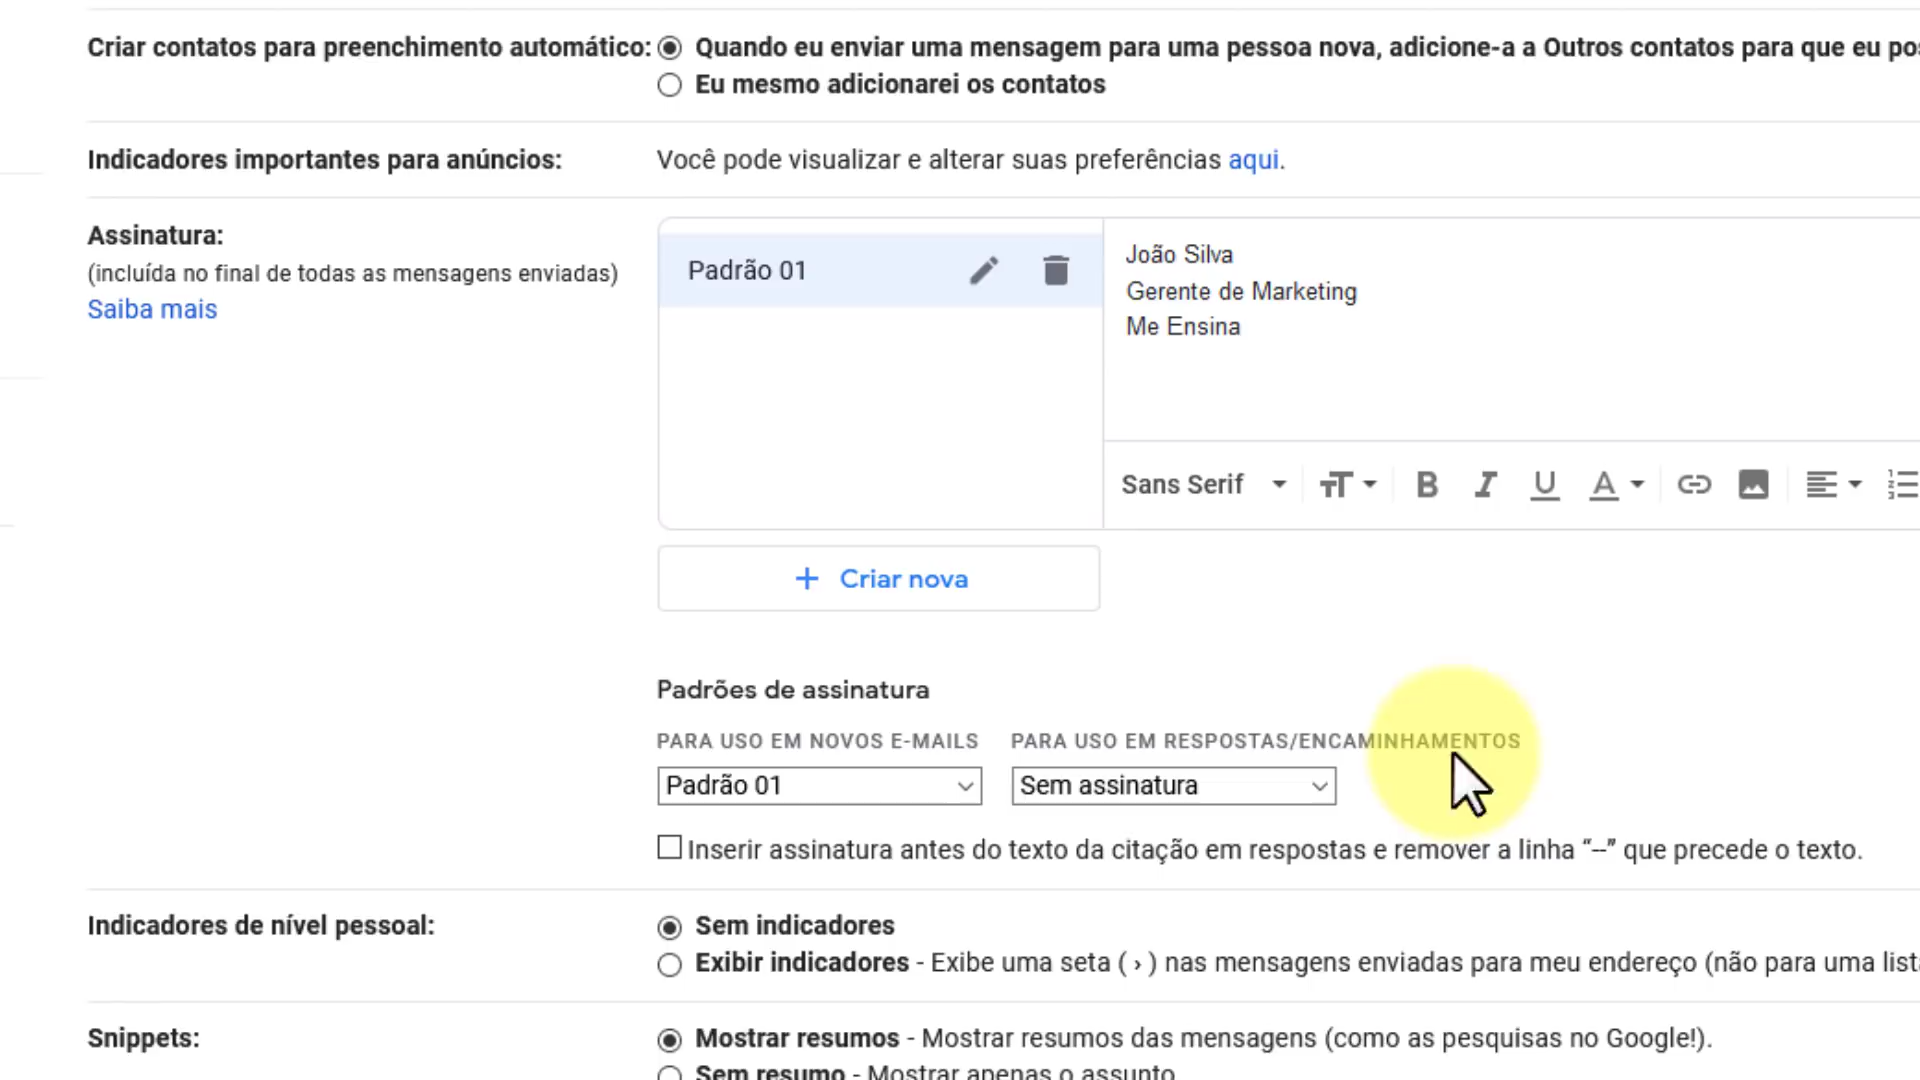 Criar contatos para preenchimento automático: Quando eu enviar uma mensagem para uma pessoa nova, adicione-a a Outros contatos para que eu
Eu mesmo adicionarei os contatos
Indicadores importantes para anúncios: Você pode visualizar e alterar suas preferências aqui.
Assinatura:
(incluída no final de todas as mensagens enviadas)
Saiba mais
Padrão 01
João Silva
Gerente de Marketing
Me Ensina
Sans Serif
Criar nova
Padrões de assinatura
PARA USO EM NOVOS E-MAILS PARA USO EM RESPOSTAS/ENCAMINHAMENTOS
Padrão 01 Sem assinatura
Inserir assinatura antes do texto da citação em respostas e remover a linha “--” que precede o texto.
Indicadores de nível pessoal: Sem indicadores
Exibir indicadores - Exibe uma seta ( › ) nas mensagens enviadas para meu endereço (não para uma
Snippets: Mostrar resumos - Mostrar resumos das mensagens (como as pesquisas no Google!).
Sem resumo - Mostrar apenas o assunto